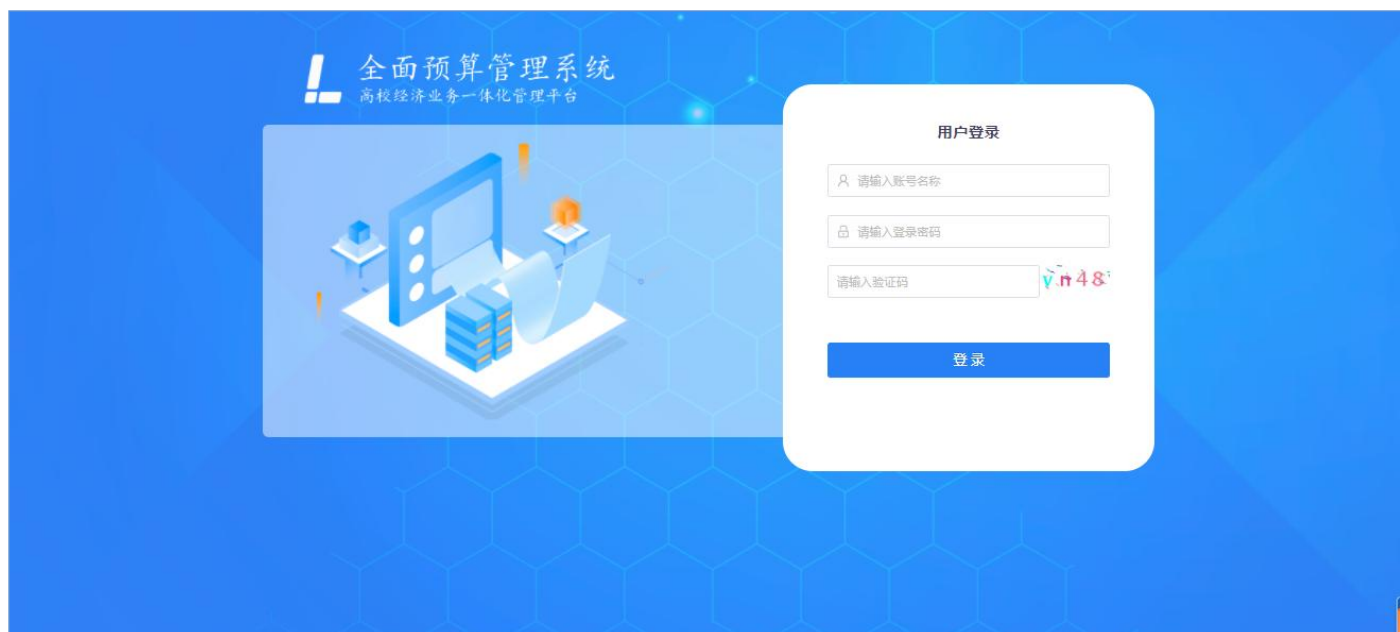 全面预算管理系统
高校经济业务一体化管理平台
用户登录
请输入账号名称
请输入登录密码
请输入验证码
yn48
登录